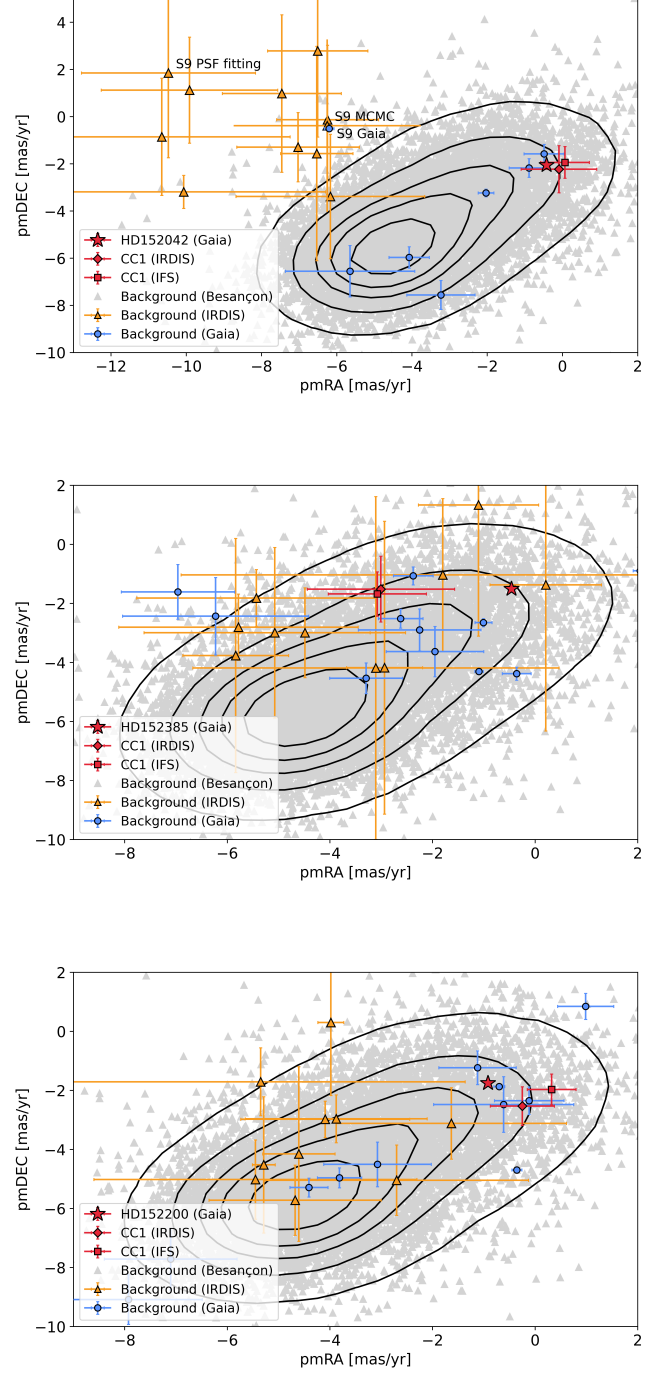 4
2
0
−2
−4
−6
−8
−10
pmDEC [mas/yr]
S9 PSF fitting
S9 MCMC
S9 Gaia
HD152042 (Gaia)
CC1 (IRDIS)
CC1 (IFS)
Background (Besançon)
Background (IRDIS)
Background (Gaia)
−12 −10 −8 −6 −4 −2 0 2
pmRA [mas/yr]
2
0
−2
−4
−6
−8
−10
pmDEC [mas/yr]
HD152385 (Gaia)
CC1 (IRDIS)
CC1 (IFS)
Background (Besançon)
Background (IRDIS)
Background (Gaia)
−8 −6 −4 −2 0 2
pmRA [mas/yr]
2
0
−2
−4
−6
−8
−10
pmDEC [mas/yr]
HD152200 (Gaia)
CC1 (IRDIS)
CC1 (IFS)
Background (Besançon)
Background (IRDIS)
Background (Gaia)
−8 −6 −4 −2 0 2
pmRA [mas/yr]